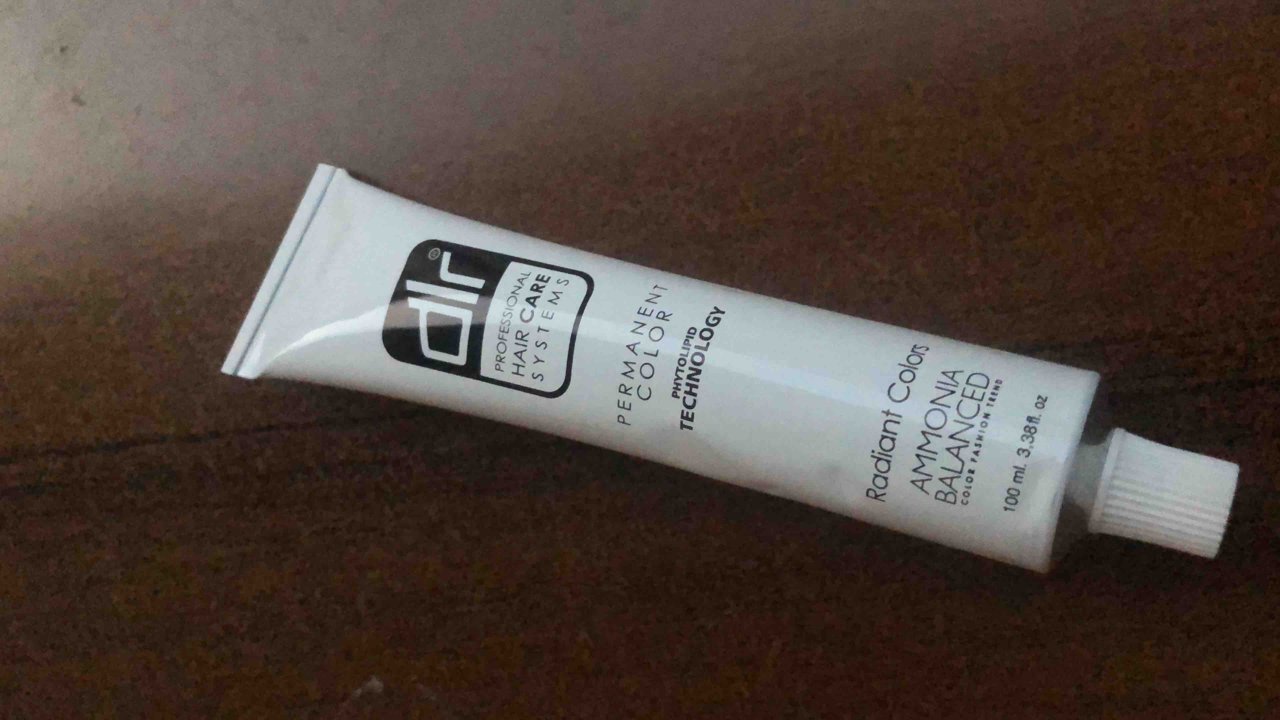 dlr®
PROFESSIONAL
HAIR CARE
SYSTEMS
PERMANENT
COLOR
PHYTOLIPID
TECHNOLOGY
Radiant Colors
AMMONIA
BALANCED
COLOR FASHION TREND
100 ml. 3.38fl. oz